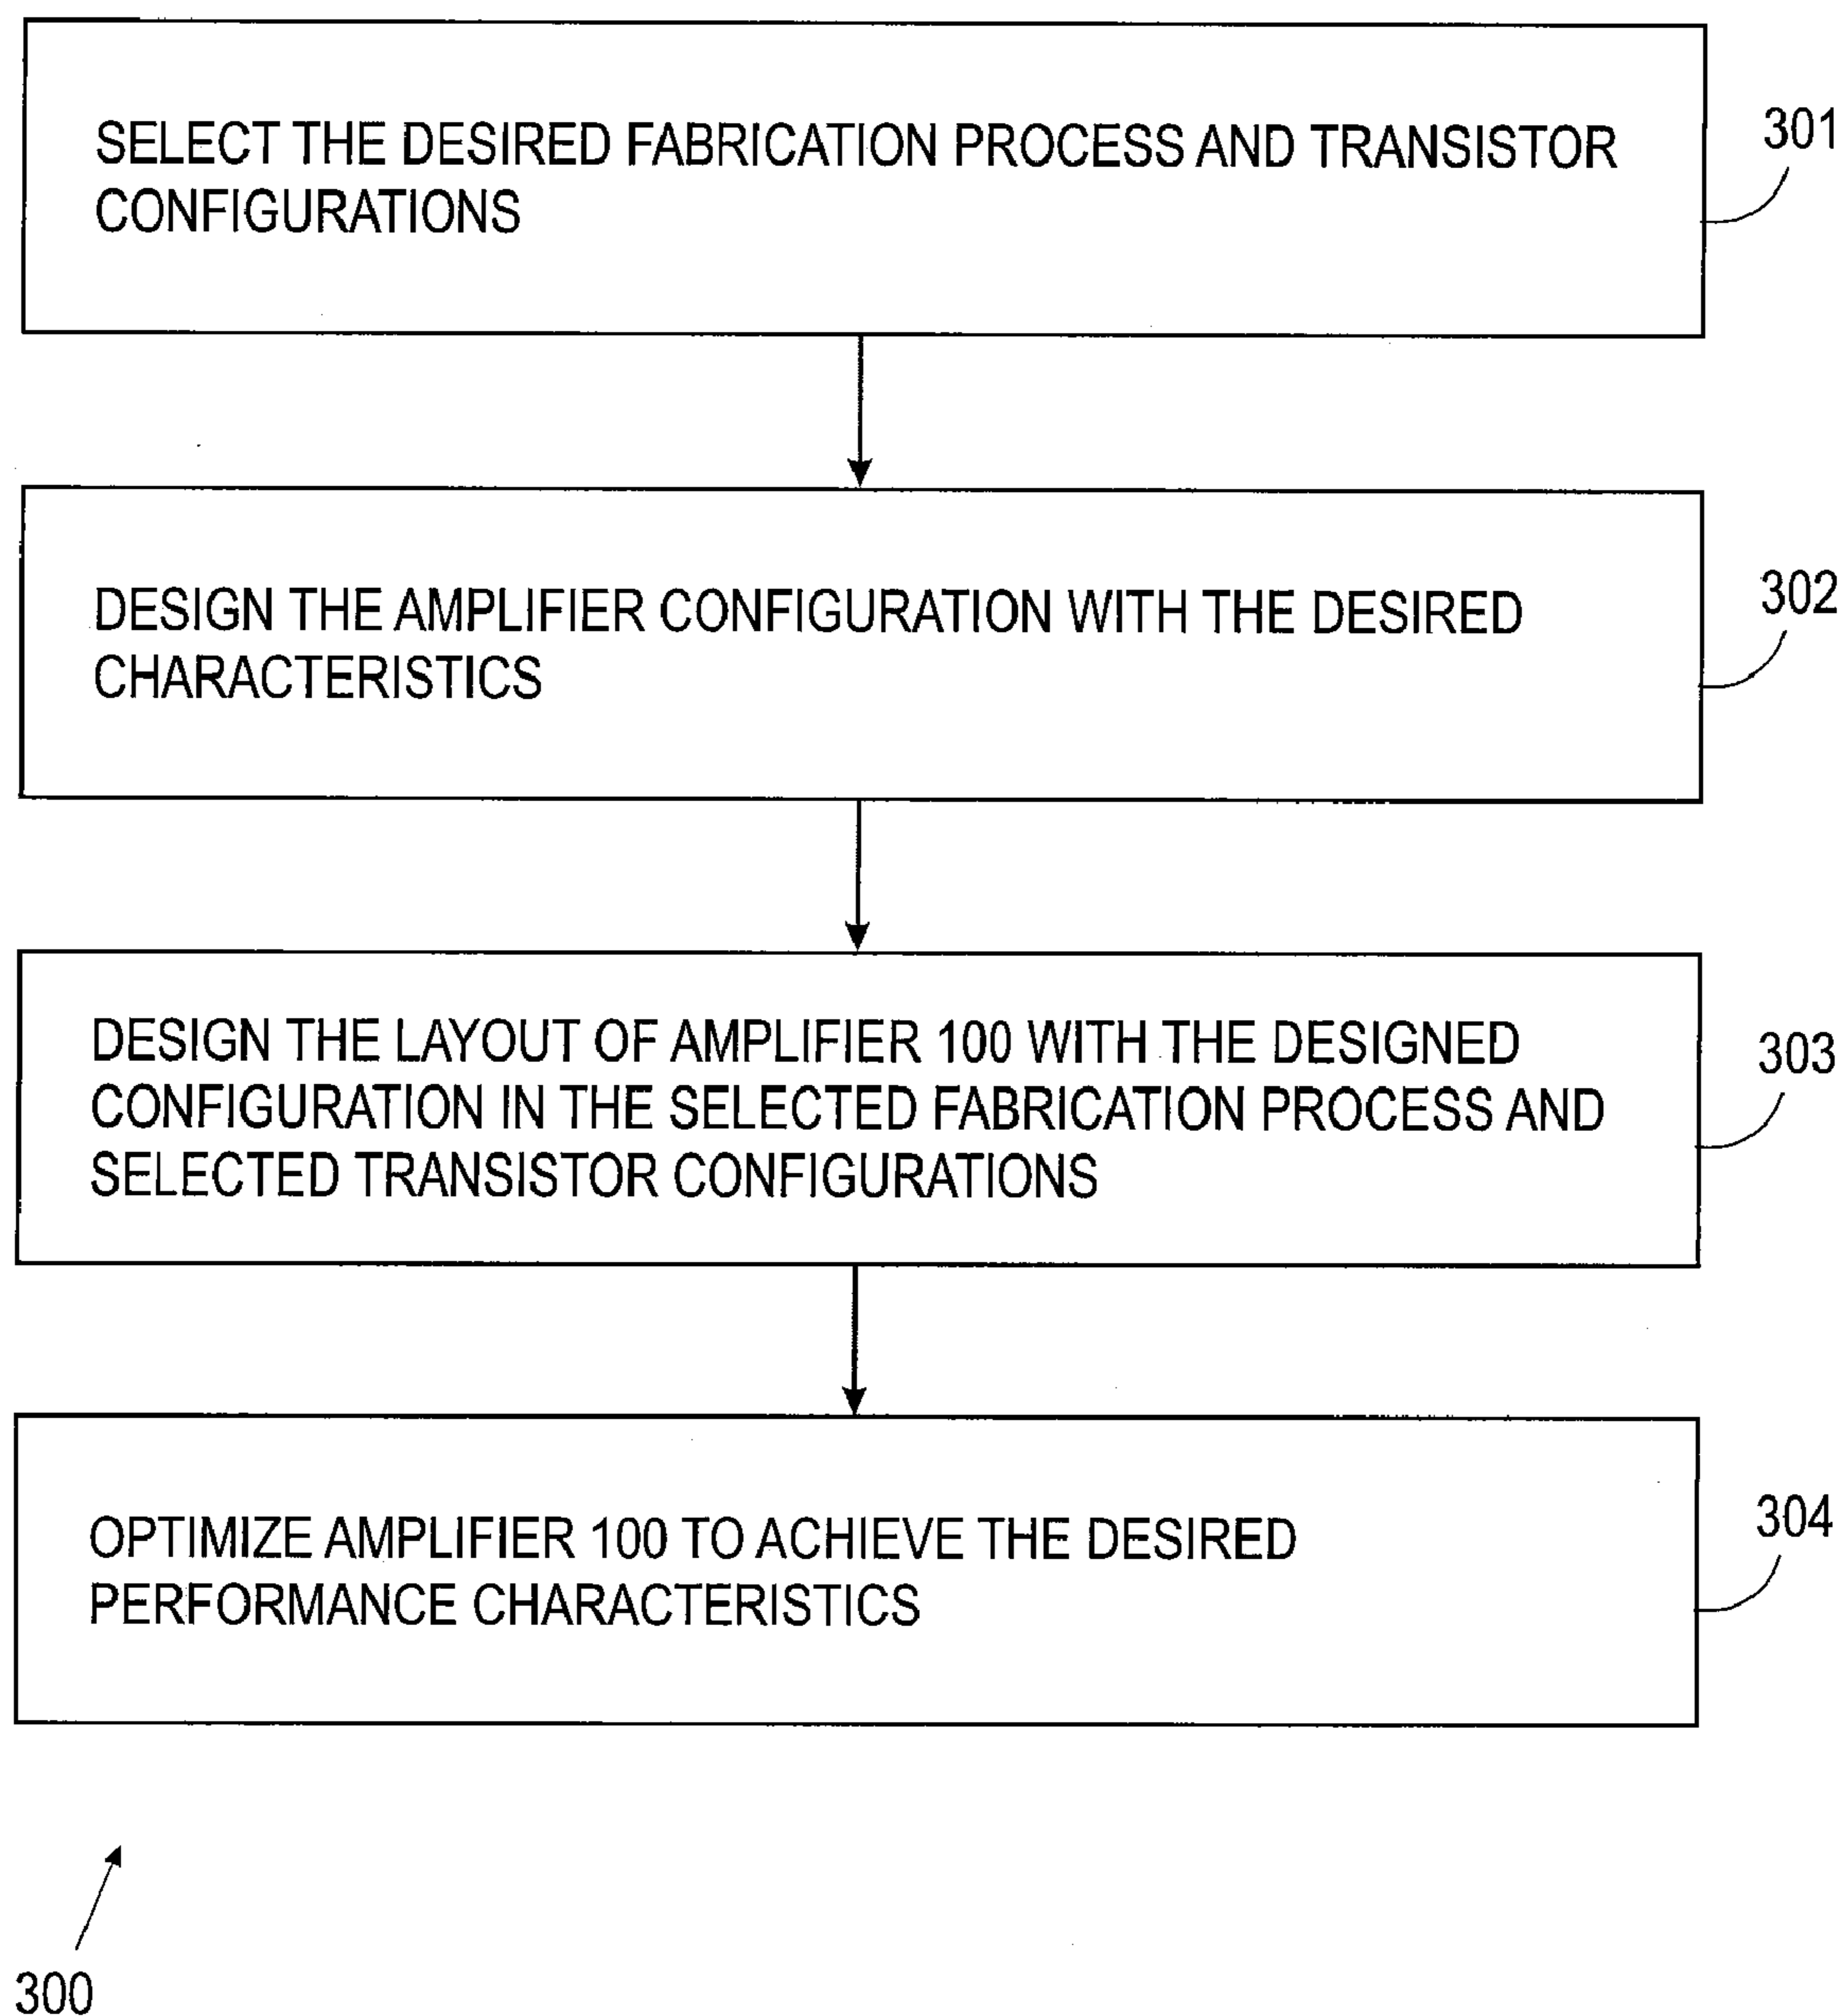 SELECT THE DESIRED FABRICATION PROCESS AND TRANSISTOR
CONFIGURATIONS
301
DESIGN THE AMPLIFIER CONFIGURATION WITH THE DESIRED
CHARACTERISTICS
302
DESIGN THE LAYOUT OF AMPLIFIER 100 WITH THE DESIGNED
CONFIGURATION IN THE SELECTED FABRICATION PROCESS AND
SELECTED TRANSISTOR CONFIGURATIONS
303
OPTIMIZE AMPLIFIER 100 TO ACHIEVE THE DESIRED
PERFORMANCE CHARACTERISTICS
304
300